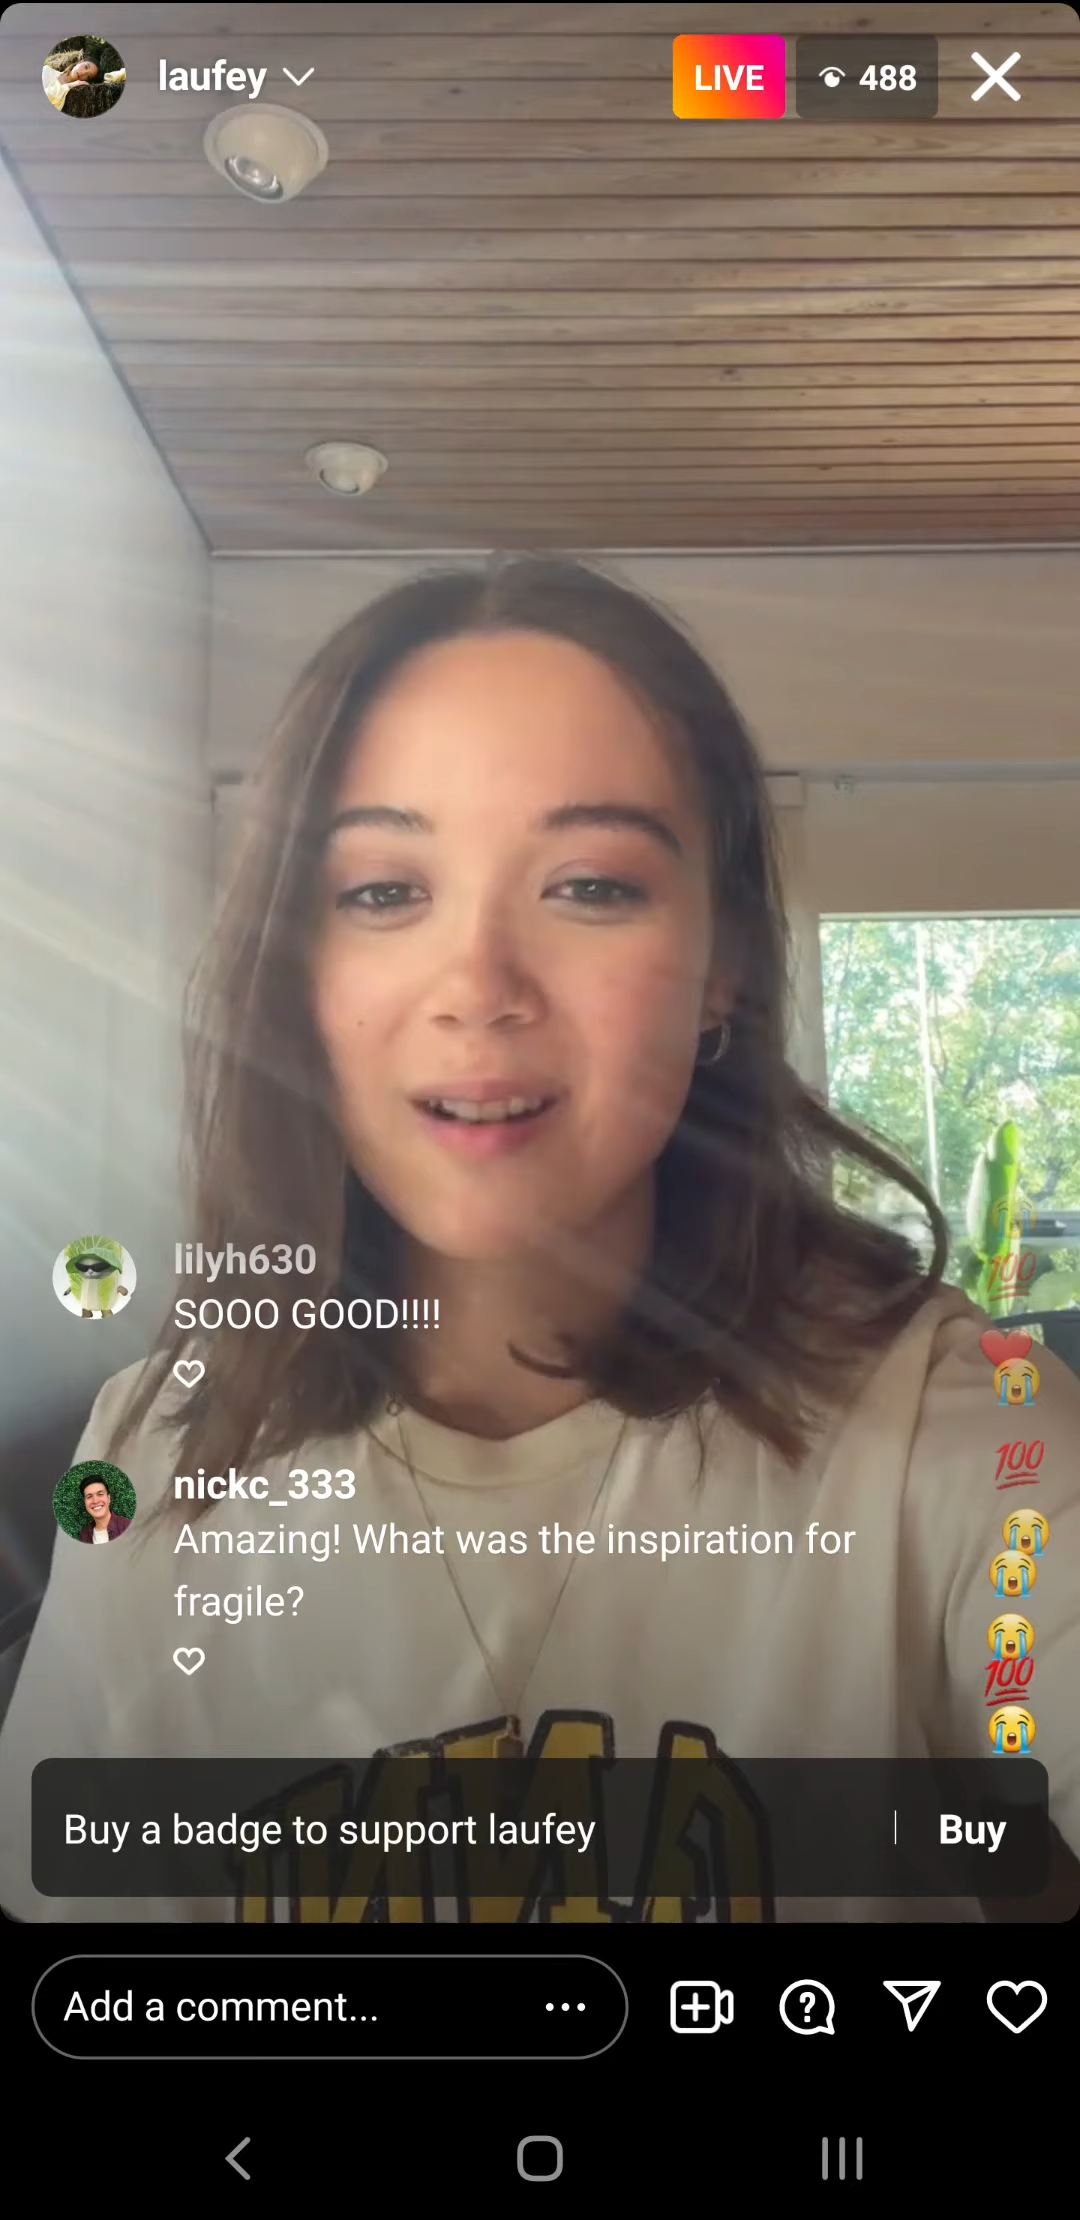 laufey
LIVE
488
lilyh630
SOOO GOOD!!!!
nickc_333
Amazing! What was the inspiration for
fragile?
Buy a badge to support laufey
Buy
Add a comment...